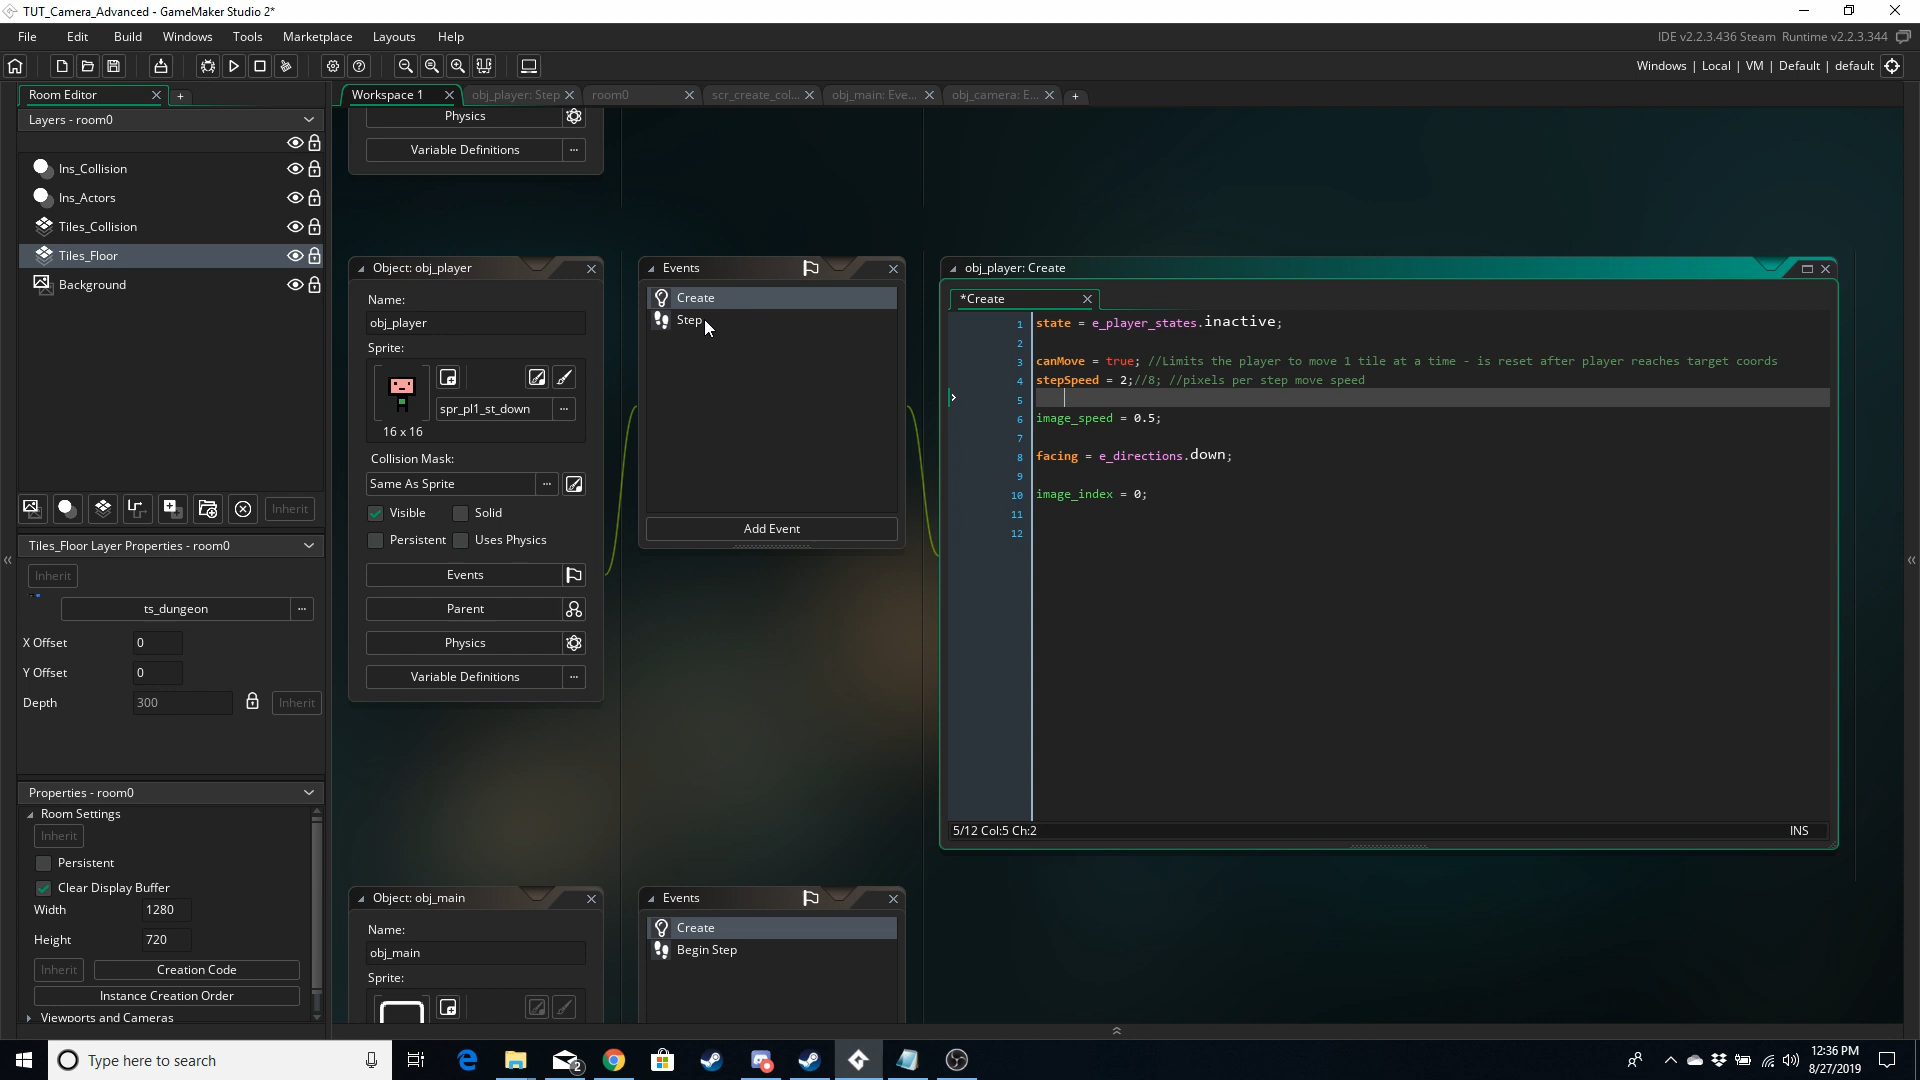 TUT_Camera_Advanced - GameMaker Studio 2*
File Edit Build Windows Tools Marketplace Layouts Help
IDE v2.2.3.436 Steam Runtime v2.2.3.344
Windows | Local | VM | Default | default
Room Editor
Workspace 1
obj_player: Step
room0
scr_create_col...
obj_main: Eve...
obj_camera: E...
Layers - room0
Ins_Collision
Ins_Actors
Tiles_Collision
Tiles_Floor
Background
Inherit
Tiles_Floor Layer Properties - room0
Inherit
ts_dungeon
...
X Offset 0
Y Offset 0
Depth 300 Inherit
Properties - room0
Room Settings
Inherit
Persistent
Clear Display Buffer
Width 1280
Height 720
Inherit Creation Code
Instance Creation Order
Viewports and Cameras
Physics
Variable Definitions ...
Object: obj_player
Name:
obj_player
Sprite:
spr_pl1_st_down ...
16 x 16
Collision Mask:
Same As Sprite ...
Visible Solid
Persistent Uses Physics
Events
Parent
Physics
Variable Definitions ...
Events
Create
Step
Add Event
obj_player: Create
*Create
1 state = e_player_states.inactive;
2
3 canMove = true; //Limits the player to move 1 tile at a time - is reset after player reaches target coords
4 stepSpeed = 2;//8; //pixels per step move speed
5
6 image_speed = 0.5;
7
8 facing = e_directions.down;
9
10 image_index = 0;
11
12
5/12 Col:5 Ch:2 INS
Object: obj_main
Name:
obj_main
Sprite:
Events
Create
Begin Step
Type here to search
2
12:36 PM
8/27/2019